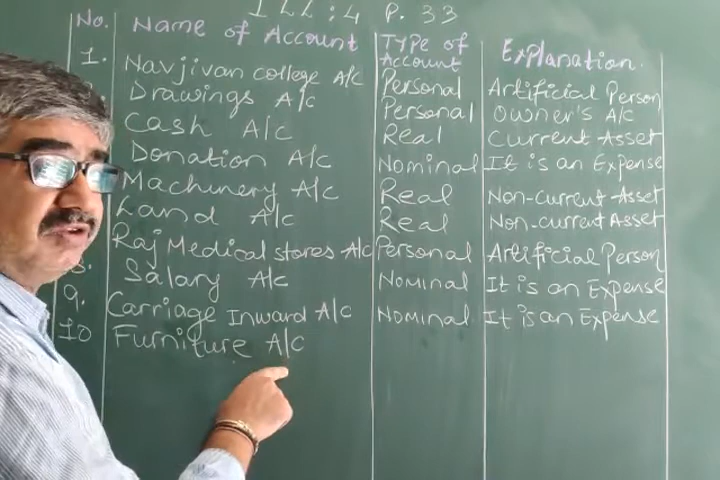 ILL:4 P. 33
No. Name of Account Type of Account Explanation.
1. Navjivan college A/c Personal Artificial Person
Drawings A/c Personal Owner's A/c
Cash A/c Real Current Asset
Donation A/c Nominal It is an Expense
Machinery A/c Real Non-current Asset
Land A/c Real Non-current Asset
Raj Medical stores A/c Personal Artificial Person
8. Salary A/c Nominal It is an Expense
9. Carriage Inward A/c Nominal It is an Expense
10 Furniture A/c